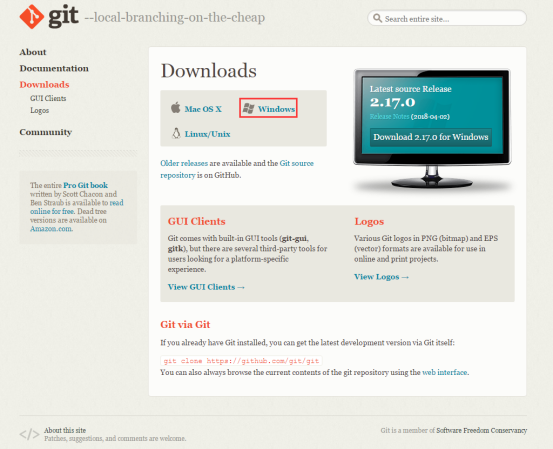 git --local-branching-on-the-cheap
Search entire site...
About
Documentation
Downloads
GUI Clients
Logos
Community
The entire Pro Git book
written by Scott Chacon and
Ben Straub is available to read
online for free. Dead tree
versions are available on
Amazon.com.
Downloads
Mac OS X
Windows
Linux/Unix
Older releases are available and the Git source
repository is on GitHub.
Latest source Release
2.17.0
Release Notes (2018-04-02)
Download 2.17.0 for Windows
GUI Clients
Git comes with built-in GUI tools (git-gui,
gitk), but there are several third-party tools for
users looking for a platform-specific
experience.
View GUI Clients →
Logos
Various Git logos in PNG (bitmap) and EPS
(vector) formats are available for use in
online and print projects.
View Logos →
Git via Git
If you already have Git installed, you can get the latest development version via Git itself:
git clone https://github.com/git/git
You can also always browse the current contents of the git repository using the web interface.
</> About this site
Patches, suggestions, and comments are welcome.
Git is a member of Software Freedom Conservancy